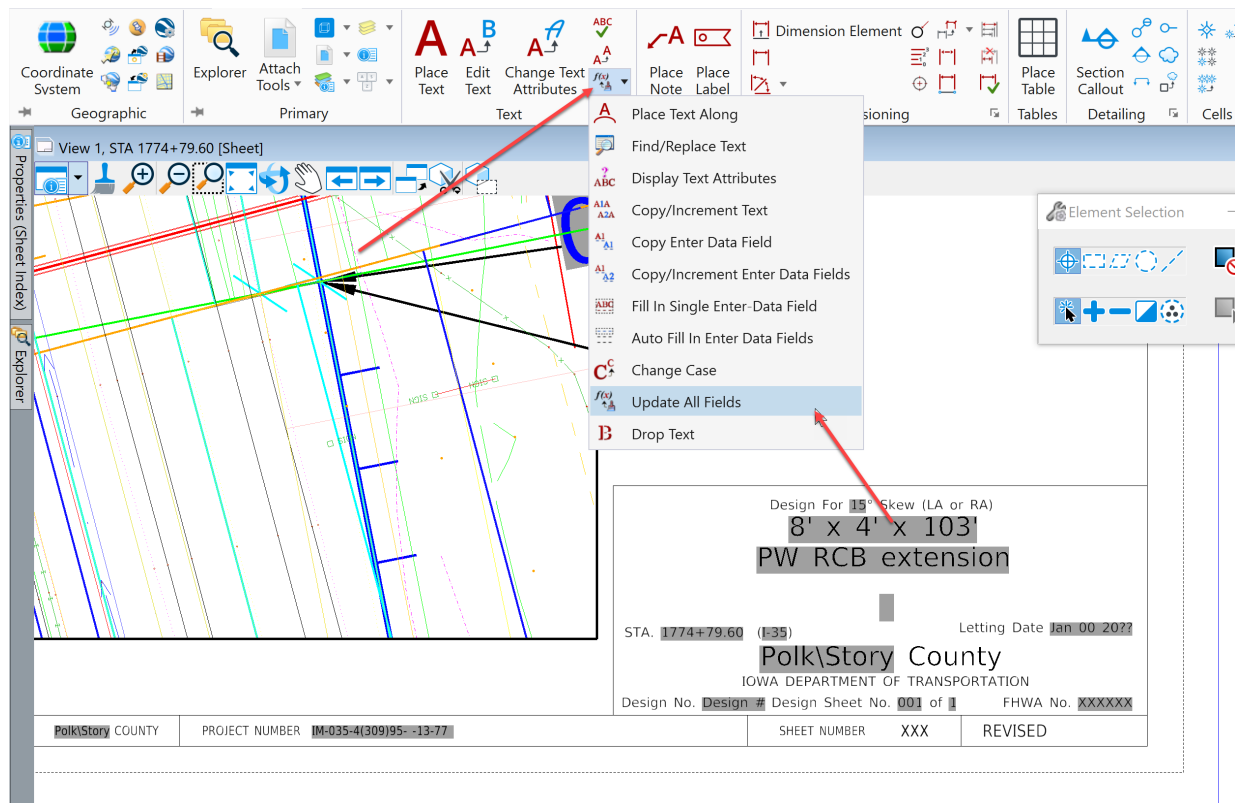 Coordinate System
Explorer
Attach Tools
Place Text
Edit Text
Change Text Attributes
Place Note
Place Label
Dimension Element
Place Table
Section Callout
Geographic
Primary
Text
sioning
Tables
Detailing
Cells
Place Text Along
Find/Replace Text
Display Text Attributes
Copy/Increment Text
Copy Enter Data Field
Copy/Increment Enter Data Fields
Fill In Single Enter-Data Field
Auto Fill In Enter Data Fields
Change Case
Update All Fields
Drop Text
View 1, STA 1774+79.60 [Sheet]
Properties (Sheet Index)
Explorer
Element Selection
SIGN
SIGN
SIGN
Design For 15° Skew (LA or RA)
8' x 4' x 103'
PW RCB extension
STA. 1774+79.60 (I-35)
Letting Date Jan 00 20??
Polk\Story County
IOWA DEPARTMENT OF TRANSPORTATION
Design No. Design # Design Sheet No. 001 of 1 FHWA No. XXXXXX
Polk\Story COUNTY
PROJECT NUMBER IM-035-4(309)95- -13-77
SHEET NUMBER XXX
REVISED